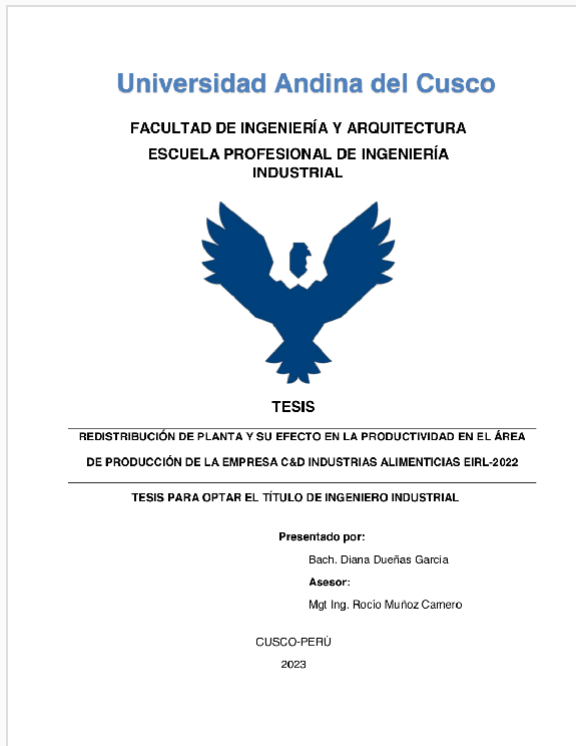 Universidad Andina del Cusco
FACULTAD DE INGENIERÍA Y ARQUITECTURA
ESCUELA PROFESIONAL DE INGENIERÍA
INDUSTRIAL
TESIS
REDISTRIBUCIÓN DE PLANTA Y SU EFECTO EN LA PRODUCTIVIDAD EN EL ÁREA
DE PRODUCCIÓN DE LA EMPRESA C&D INDUSTRIAS ALIMENTICIAS EIRL-2022
TESIS PARA OPTAR EL TÍTULO DE INGENIERO INDUSTRIAL
Presentado por:
Bach. Diana Dueñas Garcia
Asesor:
Mgt Ing. Rocio Muñoz Camero
CUSCO-PERÚ
2023